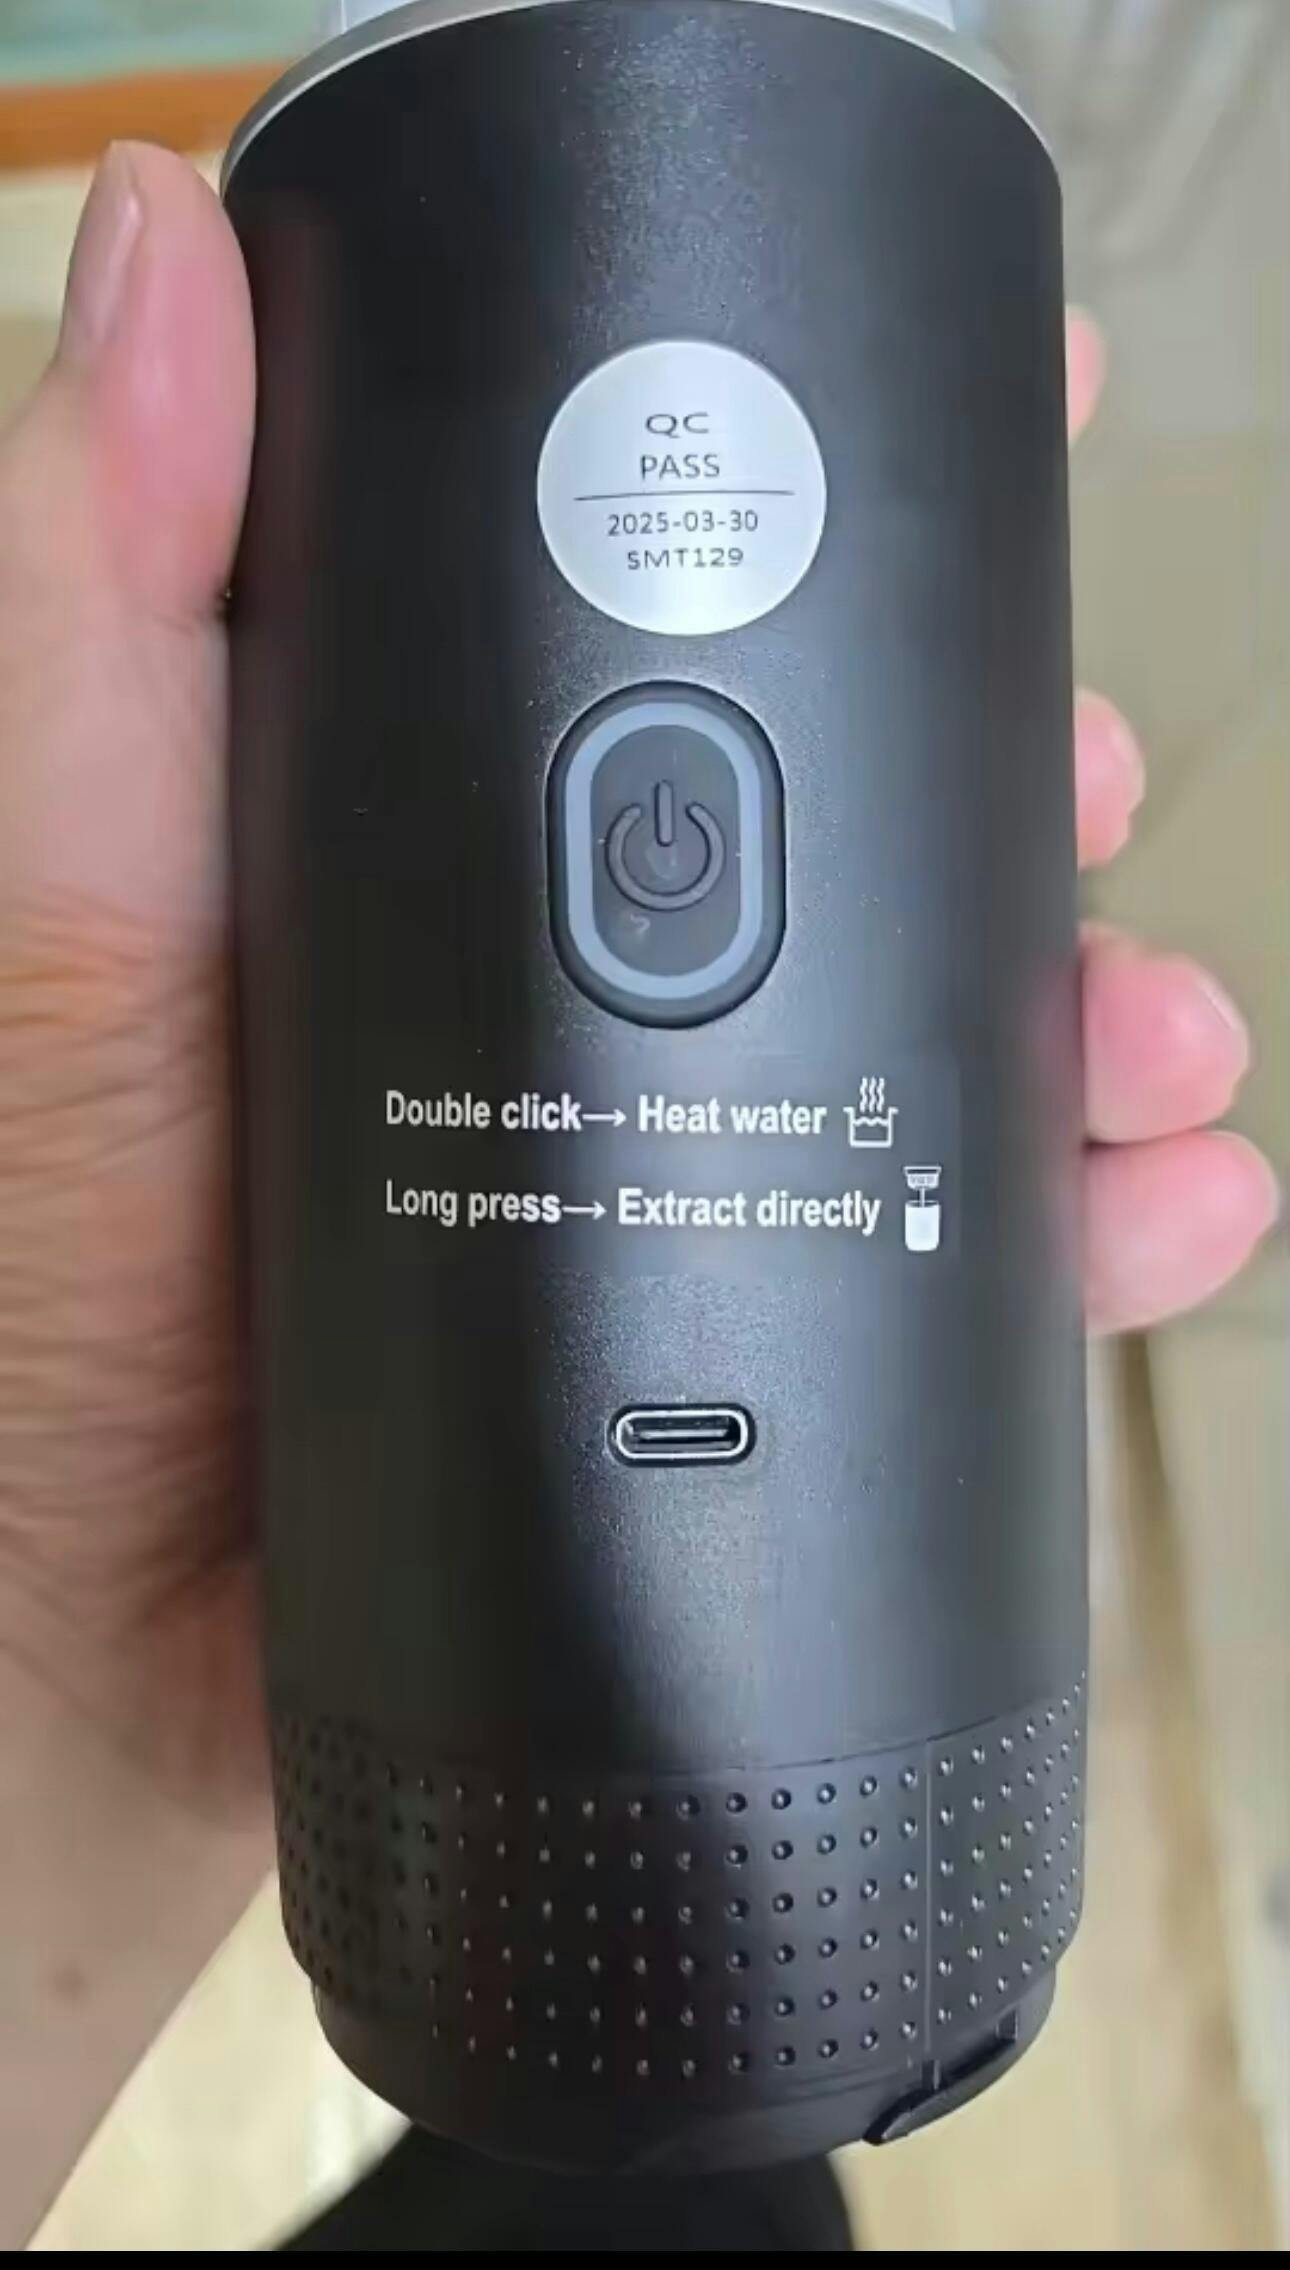 QC
PASS
2025-03-30
SMT129
Double click→ Heat water
Long press→ Extract directly